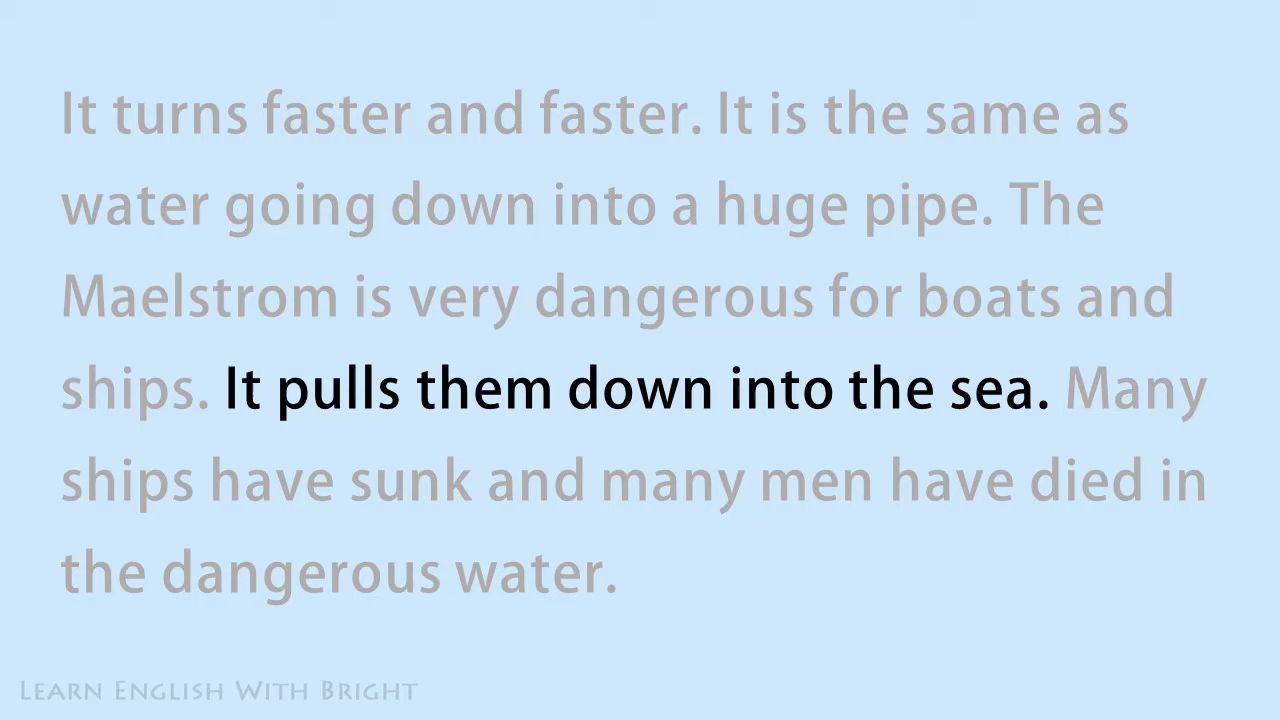 It turns faster and faster. It is the same as
water going down into a huge pipe. The
Maelstrom is very dangerous for boats and
ships. It pulls them down into the sea. Many
ships have sunk and many men have died in
the dangerous water.
Learn English With Bright